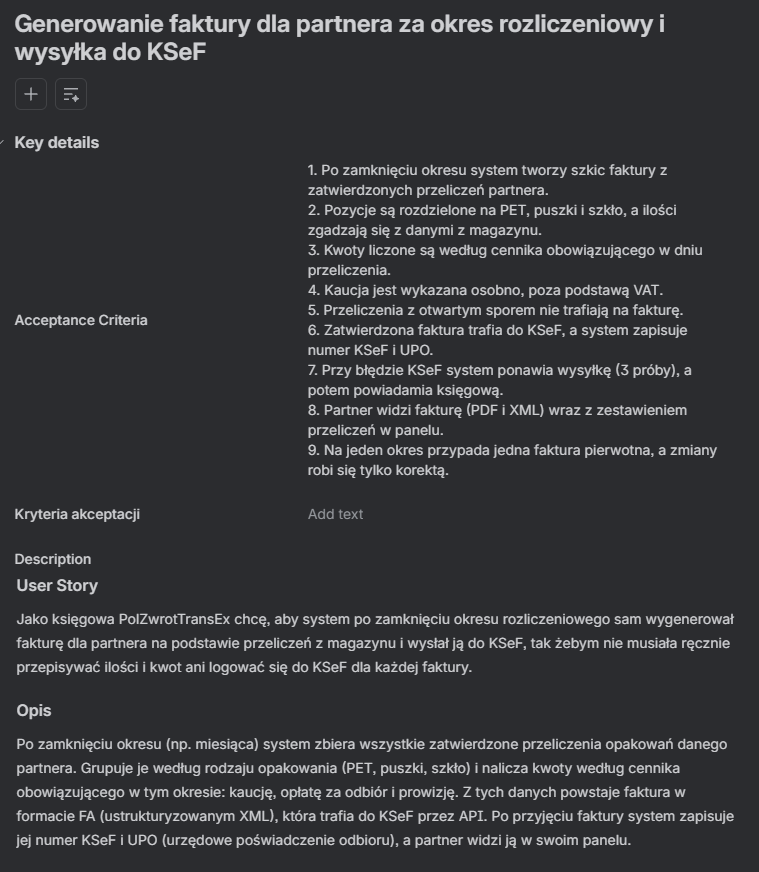 Generowanie faktury dla partnera za okres rozliczeniowy i
wysyłka do KSeF
Key details
Acceptance Criteria
1. Po zamknięciu okresu system tworzy szkic faktury z
zatwierdzonych przeliczeń partnera.
2. Pozycje są rozdzielone na PET, puszki i szkło, a ilości
zgadzają się z danymi z magazynu.
3. Kwoty liczone są według cennika obowiązującego w dniu
przeliczenia.
4. Kaucja jest wykazana osobno, poza podstawą VAT.
5. Przeliczenia z otwartym sporem nie trafiają na fakturę.
6. Zatwierdzona faktura trafia do KSeF, a system zapisuje
numer KSeF i UPO.
7. Przy błędzie KSeF system ponawia wysyłkę (3 próby), a
potem powiadamia księgową.
8. Partner widzi fakturę (PDF i XML) wraz z zestawieniem
przeliczeń w panelu.
9. Na jeden okres przypada jedna faktura pierwotna, a zmiany
robi się tylko korektą.
Kryteria akceptacji
Add text
Description
User Story
Jako księgowa PolZwrotTransEx chcę, aby system po zamknięciu okresu rozliczeniowego sam wygenerował
fakturę dla partnera na podstawie przeliczeń z magazynu i wysłał ją do KSeF, tak żebym nie musiała ręcznie
przepisywać ilości i kwot ani logować się do KSeF dla każdej faktury.
Opis
Po zamknięciu okresu (np. miesiąca) system zbiera wszystkie zatwierdzone przeliczenia opakowań danego
partnera. Grupuje je według rodzaju opakowania (PET, puszki, szkło) i nalicza kwoty według cennika
obowiązującego w tym okresie: kaucję, opłatę za odbiór i prowizję. Z tych danych powstaje faktura w
formacie FA (ustrukturyzowanym XML), która trafia do KSeF przez API. Po przyjęciu faktury system zapisuje
jej numer KSeF i UPO (urzędowe poświadczenie odbioru), a partner widzi ją w swoim panelu.